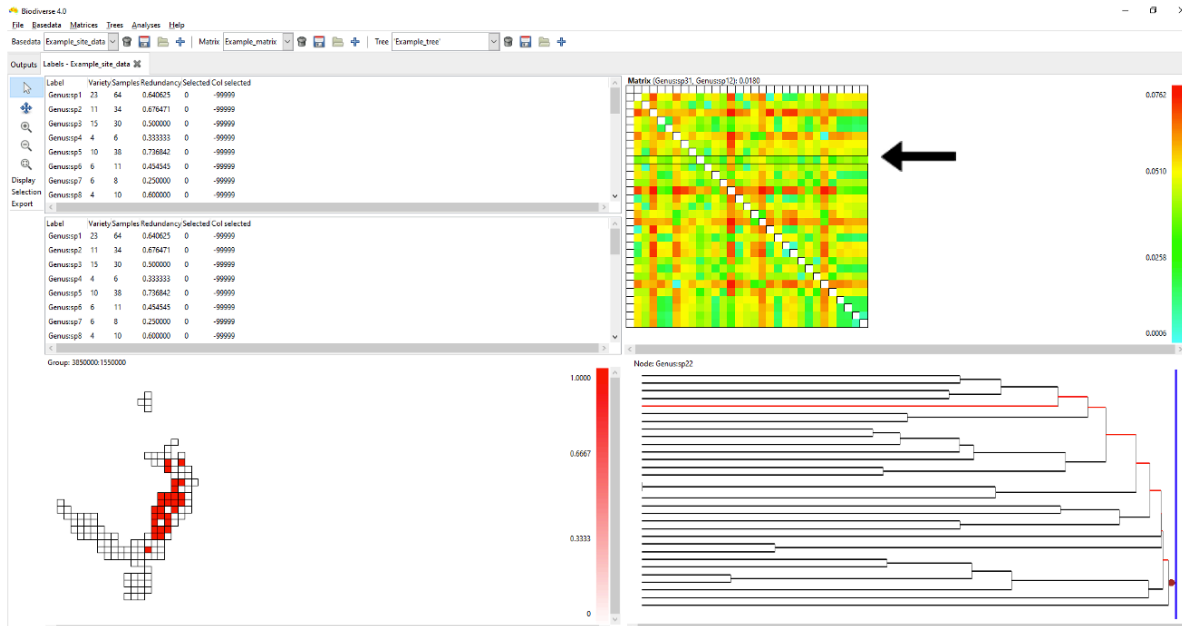 Biodiverse 4.0
File Basedata Matrices Trees Analyses Help
Basedata Example_site_data Matrix Example_matrix Tree 'Example_tree'
Outputs Labels - Example_site_data
Label Variety Samples Redundancy Selected Col selected
Genus:sp1 23 64 0.640625 0 -99999
Genus:sp2 11 34 0.676471 0 -99999
Genus:sp3 15 30 0.500000 0 -99999
Genus:sp4 4 6 0.333333 0 -99999
Genus:sp5 10 38 0.736842 0 -99999
Genus:sp6 6 11 0.454545 0 -99999
Genus:sp7 6 8 0.250000 0 -99999
Genus:sp8 4 10 0.600000 0 -99999
Display
Selection
Export
Label Variety Samples Redundancy Selected Col selected
Genus:sp1 23 64 0.640625 0 -99999
Genus:sp2 11 34 0.676471 0 -99999
Genus:sp3 15 30 0.500000 0 -99999
Genus:sp4 4 6 0.333333 0 -99999
Genus:sp5 10 38 0.736842 0 -99999
Genus:sp6 6 11 0.454545 0 -99999
Genus:sp7 6 8 0.250000 0 -99999
Genus:sp8 4 10 0.600000 0 -99999
Matrix (Genus:sp31, Genus:sp12): 0.0180
0.0762
0.0510
0.0258
0.0006
Group: 3850000:1550000
1.0000
0.6667
0.3333
0
Node: Genus:sp22